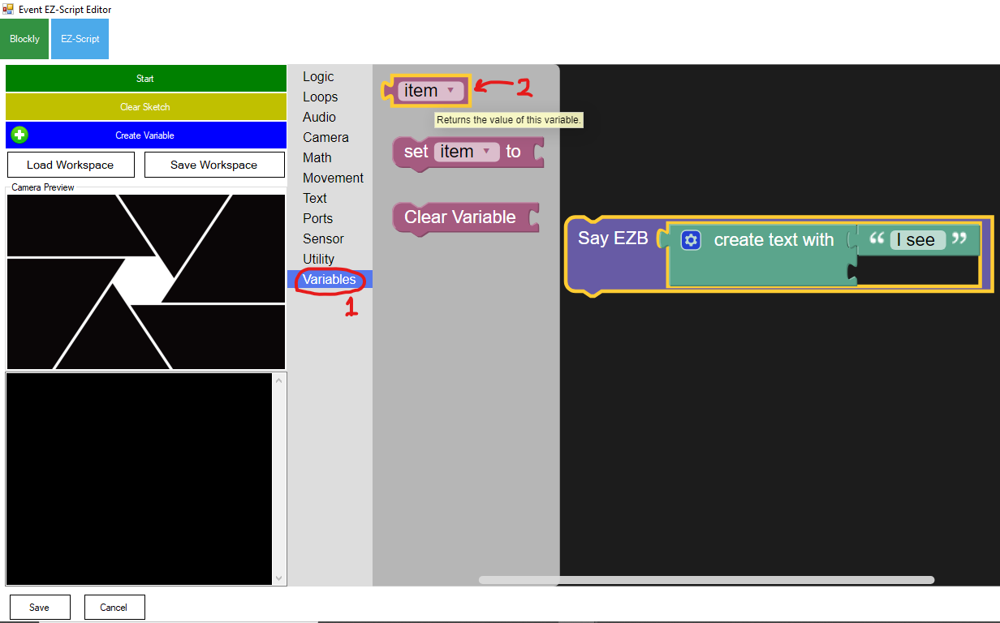 Event EZ-Script Editor
Blockly
EZ-Script
Start
Clear Sketch
Create Variable
Load Workspace
Save Workspace
Camera Preview
Logic
Loops
Audio
Camera
Math
Movement
Text
Ports
Sensor
Utility
Variables
1
item
2
Returns the value of this variable.
set item to
Clear Variable
Say EZB create text with “ I see ”
Save
Cancel